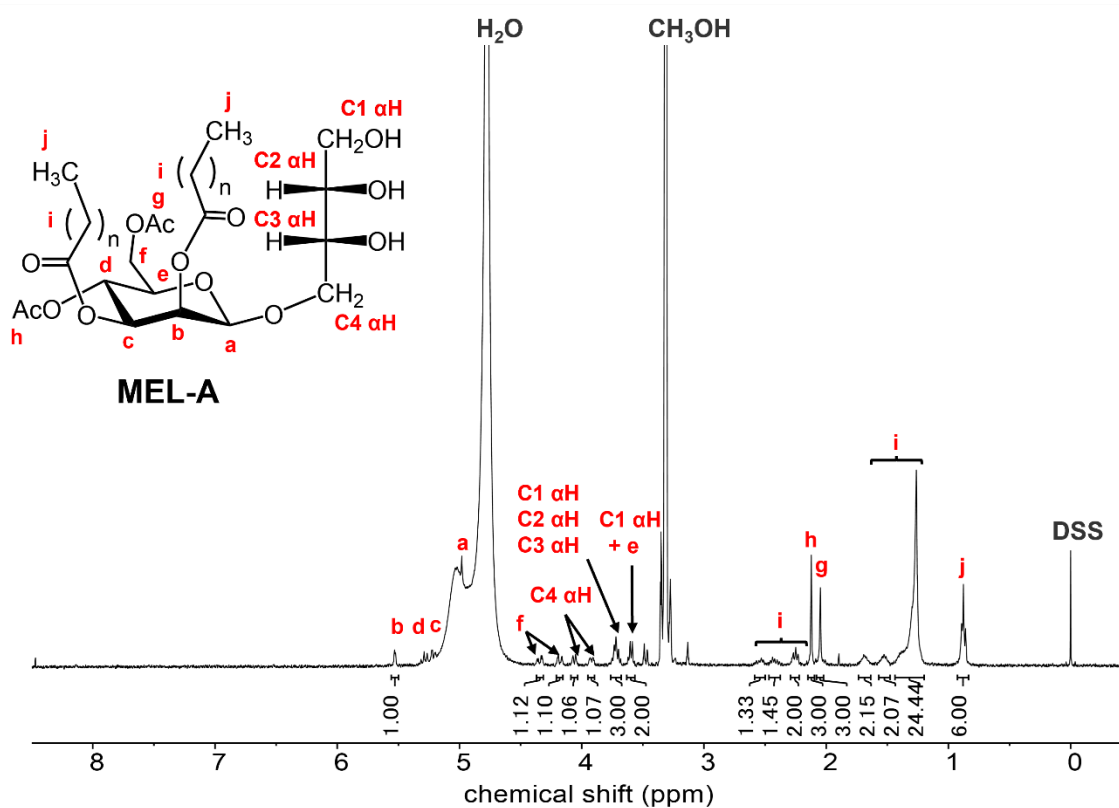 H₂O
CH₃OH
j
C1 αH
CH₂OH
j
CH₃
H₃C
i
n
C2 αH
H
OH
g
OAc
O
C3 αH
H
OH
i
n
f
O
d
e
O
O
CH₂
AcO
O
O
C4 αH
h
c
b
a
MEL-A
a
b
d
c
f
C4 αH
C1 αH
C2 αH
C3 αH
C1 αH
+ e
i
h
g
i
j
DSS
1.00
1.12
1.10
1.06
1.07
3.00
2.00
1.33
1.45
2.00
3.00
3.00
2.15
2.07
24.44
6.00
8
7
6
5
4
3
2
1
0
chemical shift (ppm)